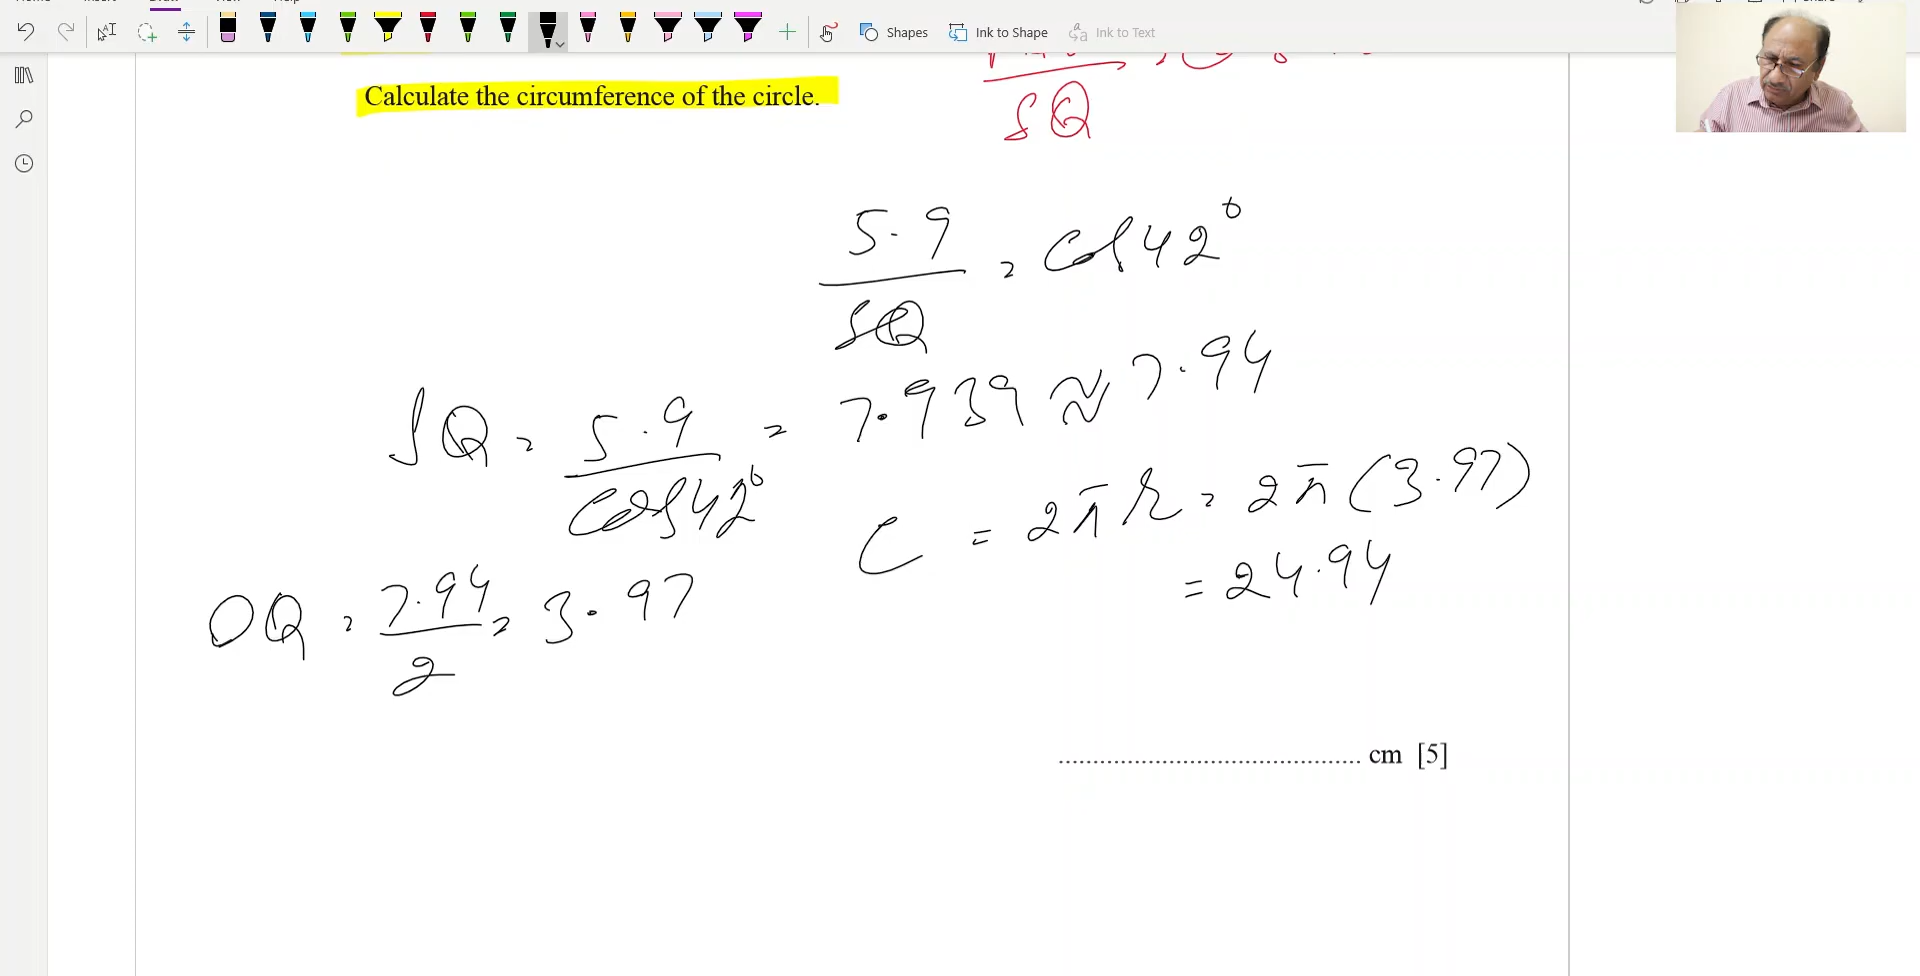 Shapes Ink to Shape Ink to Text
Calculate the circumference of the circle.
SQ
5.9 / SQ = cos 42°
SQ = 5.9 / cos 42° = 7.939 ≈ 7.94
C = 2πr = 2π(3.97)
= 24.94
OQ = 7.94 / 2 = 3.97
.......................................... cm [5]